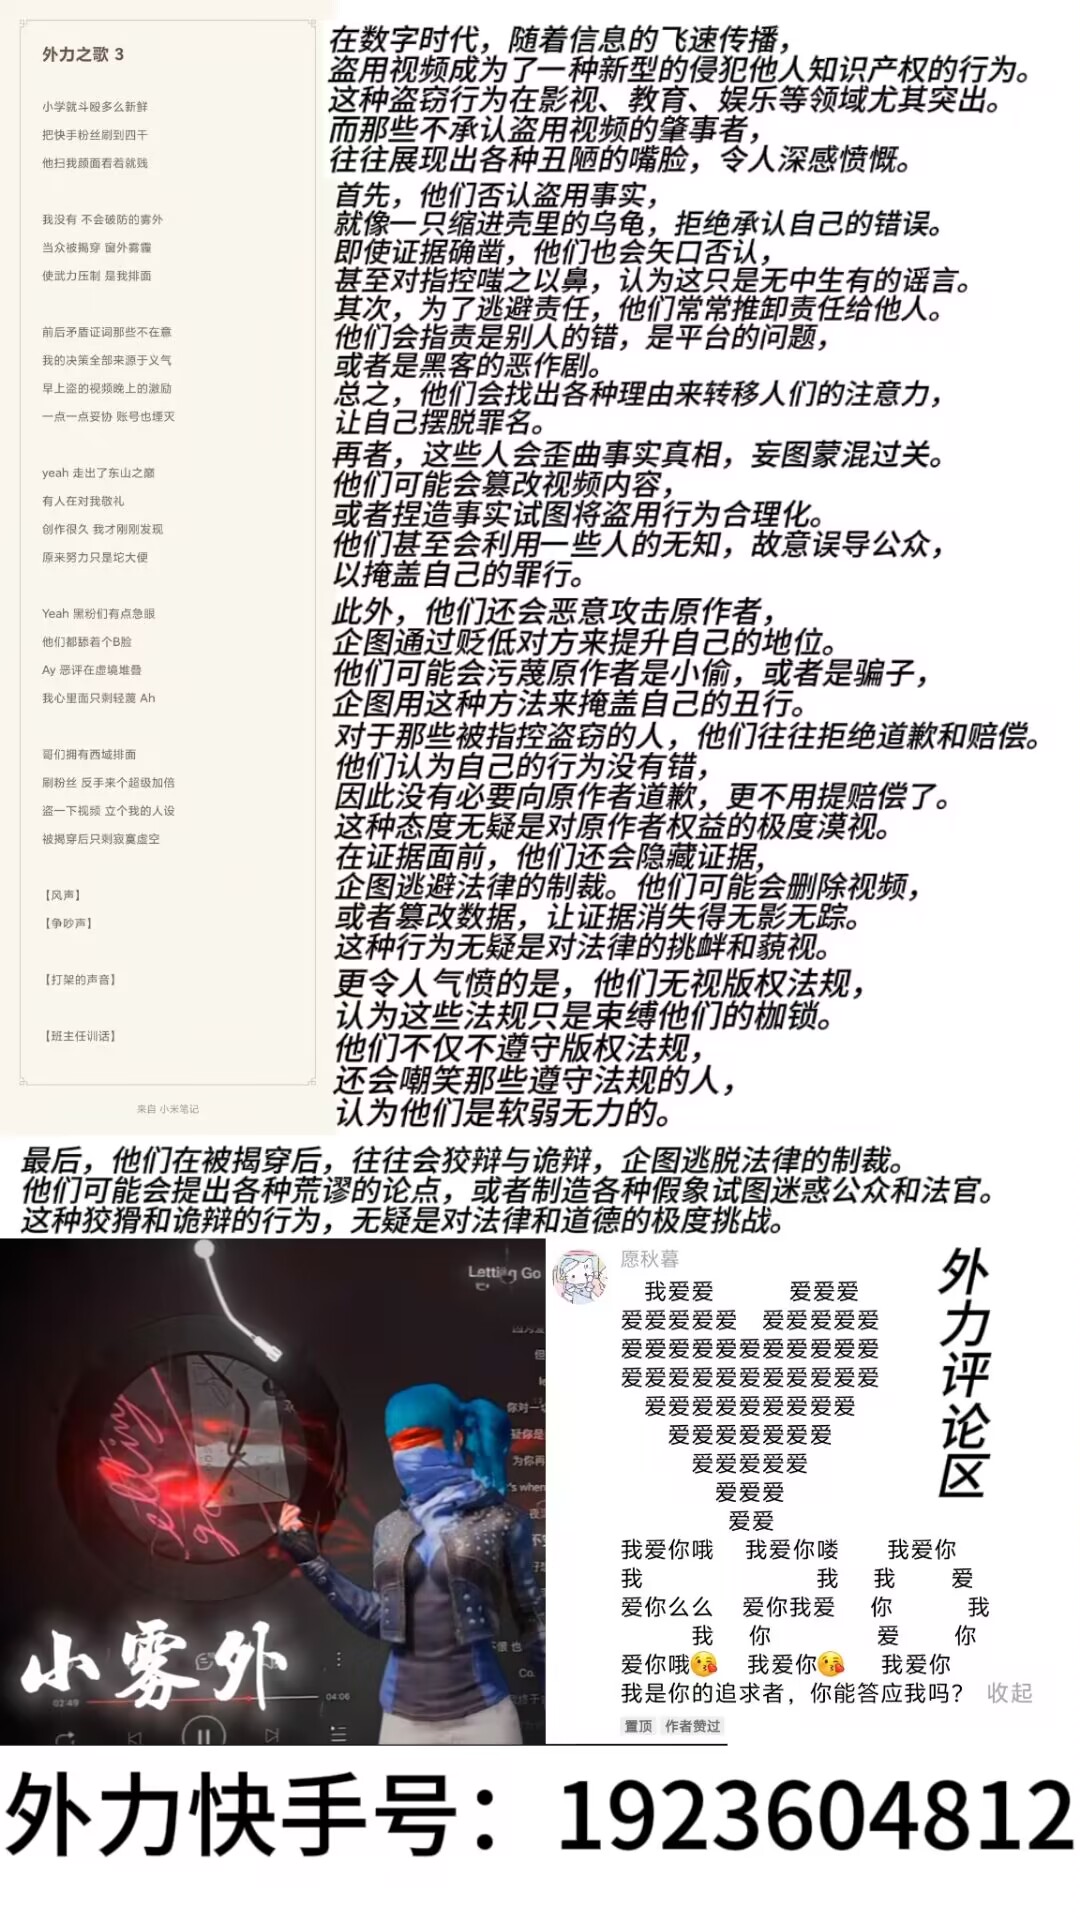 外力之歌 3
小学就斗殴多么新鲜
把快手粉丝刷到四千
他扫我颜面看着就贱
我没有 不会破防的雾外
当众被揭穿 窗外雾霾
使武力压制 是我排面
前后矛盾证词那些不在意
我的决策全部来源于义气
早上盗的视频晚上的激励
一点一点妥协 账号也堙灭
yeah 走出了东山之巅
有人在对我敬礼
创作很久 我才刚刚发现
原来努力只是坨大便
Yeah 黑粉们有点急眼
他们都舔着个B脸
Ay 恶评在虚境堆叠
我心里面只剩轻蔑 Ah
哥们拥有西城排面
刷粉丝 反手来个超级加倍
盗一下视频 立个我的人设
被揭穿后只剩寂寞虚空
【风声】
【争吵声】
【打架的声音】
【班主任训话】
来自 小米笔记
在数字时代，随着信息的飞速传播，
盗用视频成为了一种新型的侵犯他人知识产权的行为。
这种盗窃行为在影视、教育、娱乐等领域尤其突出。
而那些不承认盗用视频的肇事者，
往往展现出各种丑陋的嘴脸，令人深感愤慨。
首先，他们否认盗用事实，
就像一只缩进壳里的乌龟，拒绝承认自己的错误。
即使证据确凿，他们也会矢口否认，
甚至对指控嗤之以鼻，认为这只是无中生有的谣言。
其次，为了逃避责任，他们常常推卸责任给他人。
他们会指责是别人的错，是平台的问题，
或者是黑客的恶作剧。
总之，他们会找出各种理由来转移人们的注意力，
让自己摆脱罪名。
再者，这些人会歪曲事实真相，妄图蒙混过关。
他们可能会篡改视频内容，
或者捏造事实试图将盗用行为合理化。
他们甚至会利用一些人的无知，故意误导公众，
以掩盖自己的罪行。
此外，他们还会恶意攻击原作者，
企图通过贬低对方来提升自己的地位。
他们可能会污蔑原作者是小偷，或者是骗子，
企图用这种方法来掩盖自己的丑行。
对于那些被指控盗窃的人，他们往往拒绝道歉和赔偿。
他们认为自己的行为没有错，
因此没有必要向原作者道歉，更不用提赔偿了。
这种态度无疑是对原作者权益的极度漠视。
在证据面前，他们还会隐藏证据，
企图逃避法律的制裁。他们可能会删除视频，
或者篡改数据，让证据消失得无影无踪。
这种行为无疑是对法律的挑衅和藐视。
更令人气愤的是，他们无视版权法规，
认为这些法规只是束缚他们的枷锁。
他们不仅不遵守版权法规，
还会嘲笑那些遵守法规的人，
认为他们是软弱无力的。
最后，他们在被揭穿后，往往会狡辩与诡辩，企图逃脱法律的制裁。
他们可能会提出各种荒谬的论点，或者制造各种假象试图迷惑公众和法官。
这种狡猾和诡辩的行为，无疑是对法律和道德的极度挑战。
Letting Go
你对一切
疑你是
为你再
's when
letting
go
小雾外
02:49
04:06
愿秋暮
我爱爱 爱爱爱
爱爱爱爱爱 爱爱爱爱爱
爱爱爱爱爱爱爱爱爱爱爱
爱爱爱爱爱爱爱爱爱爱爱
爱爱爱爱爱爱爱爱爱
爱爱爱爱爱爱爱
爱爱爱爱爱
爱爱爱
爱爱
我爱你哦 我爱你喽 我爱你
我 我 我 爱
爱你么么 爱你我爱 你 我
我 你 爱 你
爱你哦😘 我爱你😘 我爱你
我是你的追求者，你能答应我吗？ 收起
置顶 作者赞过
外力评论区
外力快手号：1923604812